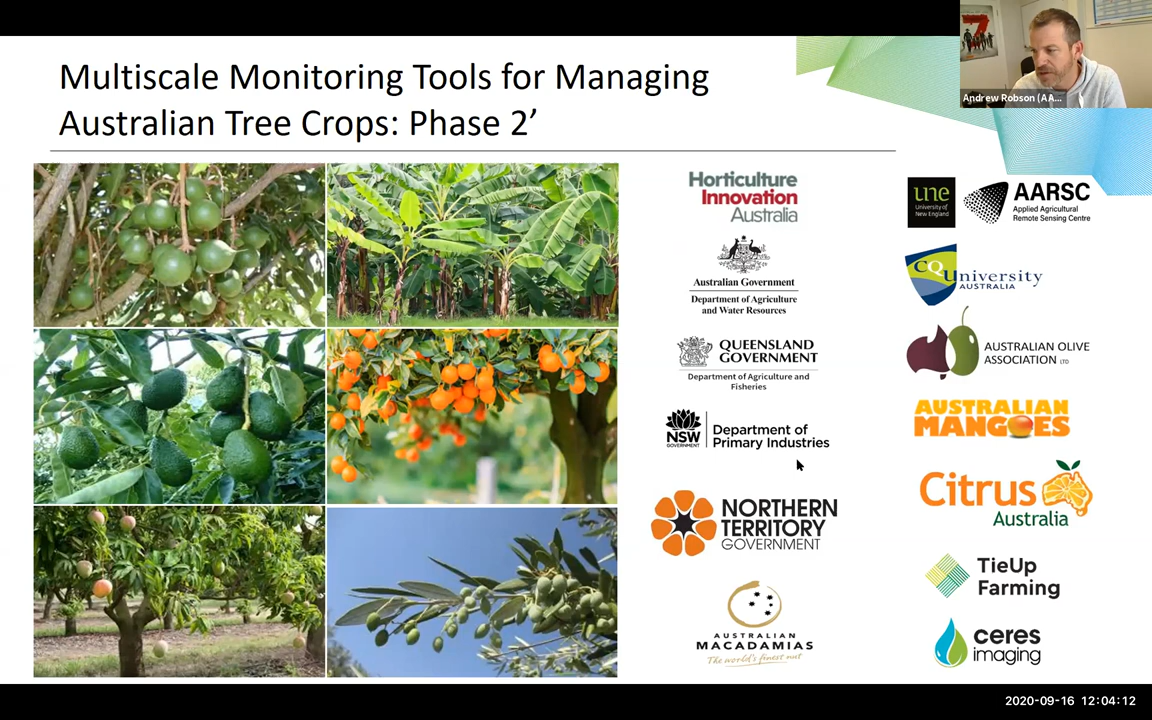 Multiscale Monitoring Tools for Managing
Australian Tree Crops: Phase 2’
7
Andrew Robson (AA...
Horticulture
Innovation
Australia
Australian Government
Department of Agriculture
and Water Resources
QUEENSLAND
GOVERNMENT
Department of Agriculture and
Fisheries
NSW
GOVERNMENT
Department of
Primary Industries
NORTHERN
TERRITORY
GOVERNMENT
AUSTRALIAN
MACADAMIAS
The world's finest nut
une
University of
New England
AARSC
Applied Agricultural
Remote Sensing Centre
CQUniversity
AUSTRALIA
AUSTRALIAN OLIVE
ASSOCIATION LTD
AUSTRALIAN
MANGOES
Citrus
Australia
TieUp
Farming
ceres
imaging
2020-09-16 12:04:12